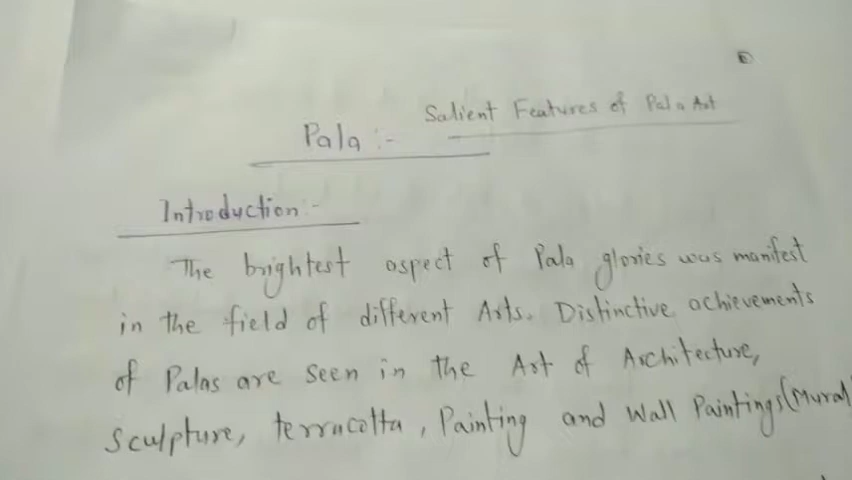 Salient Features of Pala Art
Pala :-
Introduction :-
The brightest aspect of Pala glories was manifest
in the field of different Arts. Distinctive achievements
of Palas are seen in the Art of Architecture,
Sculpture, terracotta, Painting and Wall Paintings(Mural